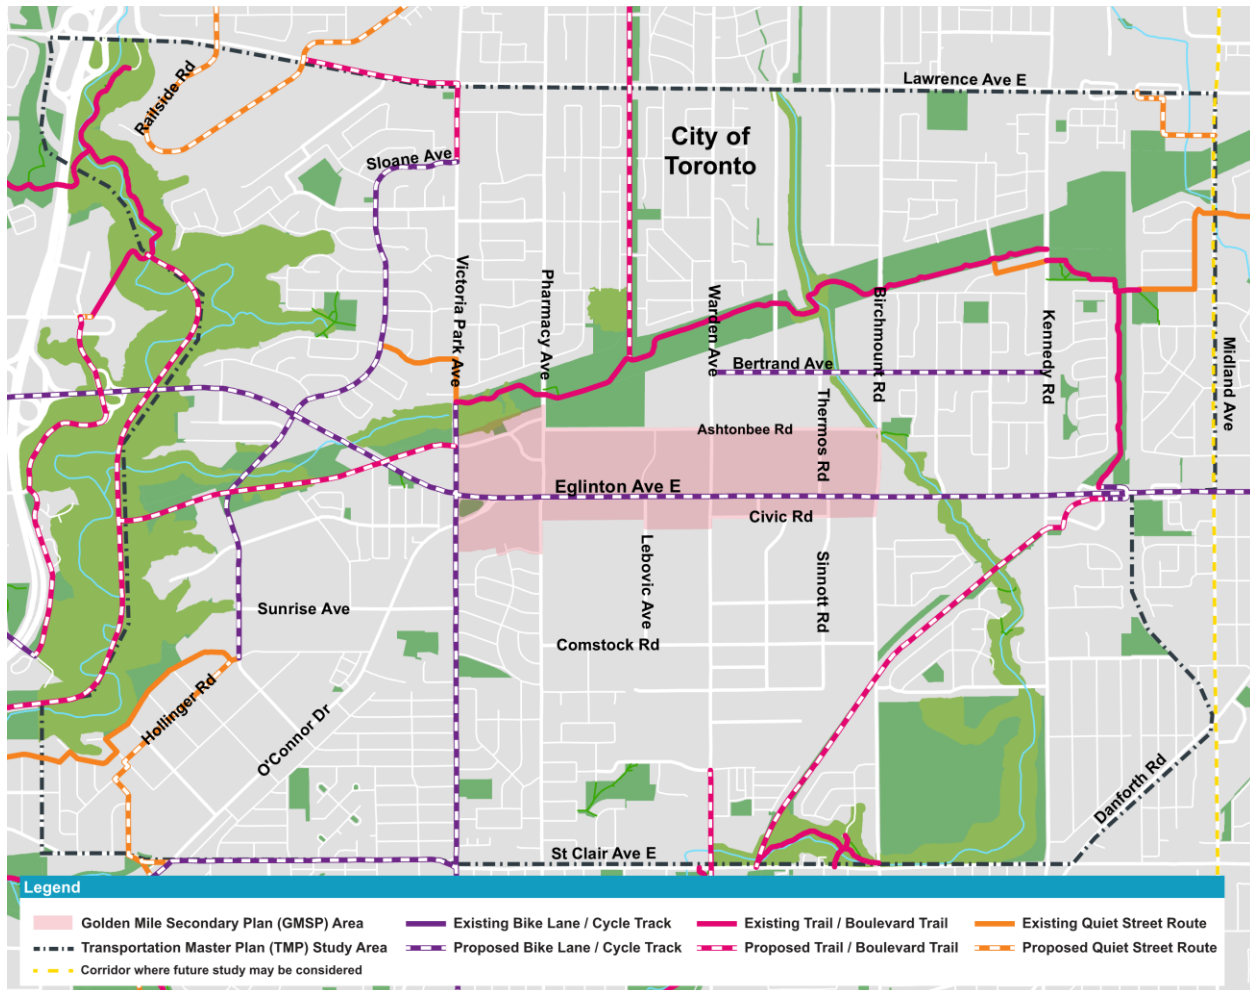 Lawrence Ave E
Railside Rd
City of
Toronto
Sloane Ave
Victoria Park Ave
Pharmacy Ave
Warden Ave
Birchmount Rd
Kennedy Rd
Midland Ave
Bertrand Ave
Thermos Rd
Ashtonbee Rd
Eglinton Ave E
Civic Rd
Lebovic Ave
Sinnott Rd
Sunrise Ave
Comstock Rd
Hollinger Rd
O'Connor Dr
Danforth Rd
St Clair Ave E
Legend
Golden Mile Secondary Plan (GMSP) Area
Existing Bike Lane / Cycle Track
Existing Trail / Boulevard Trail
Existing Quiet Street Route
Transportation Master Plan (TMP) Study Area
Proposed Bike Lane / Cycle Track
Proposed Trail / Boulevard Trail
Proposed Quiet Street Route
Corridor where future study may be considered